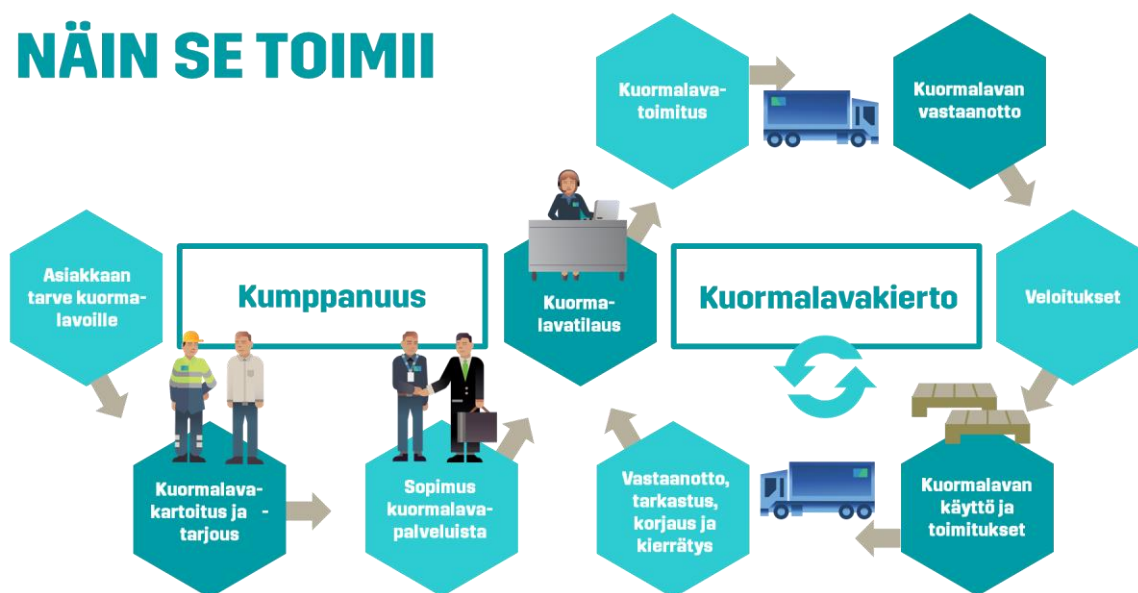 NÄIN SE TOIMII
Asiakkaan
tarve kuorma-
lavoille
Kumppanuus
Kuormalava-
kartoitus ja -
tarjous
Sopimus
kuormalava-
palveluista
Kuorma-
lavatilaus
Kuormalava-
toimitus
Kuormalavan
vastaanotto
Kuormalavakierto
Veloitukset
Kuormalavan
käyttö ja
toimitukset
Vastaanotto,
tarkastus,
korjaus ja
kierrätys